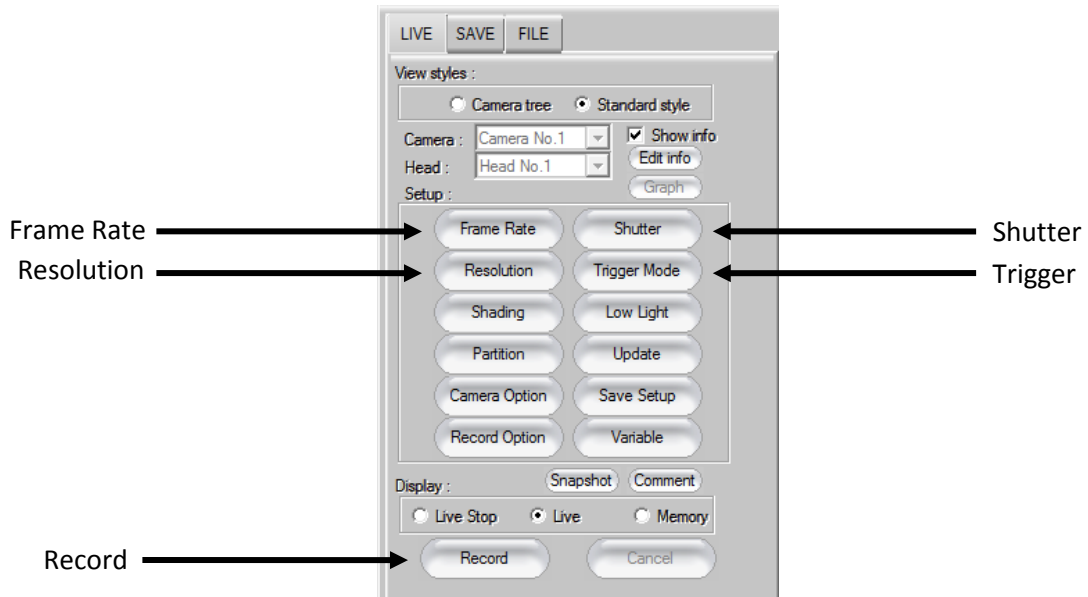 LIVE SAVE FILE
View styles :
Camera tree Standard style
Camera : Camera No.1 Show info
Head : Head No.1 Edit info
Setup : Graph
Frame Rate Frame Rate Shutter Shutter
Resolution Resolution Trigger Mode Trigger
Shading Low Light
Partition Update
Camera Option Save Setup
Record Option Variable
Display : Snapshot Comment
Live Stop Live Memory
Record Record Cancel